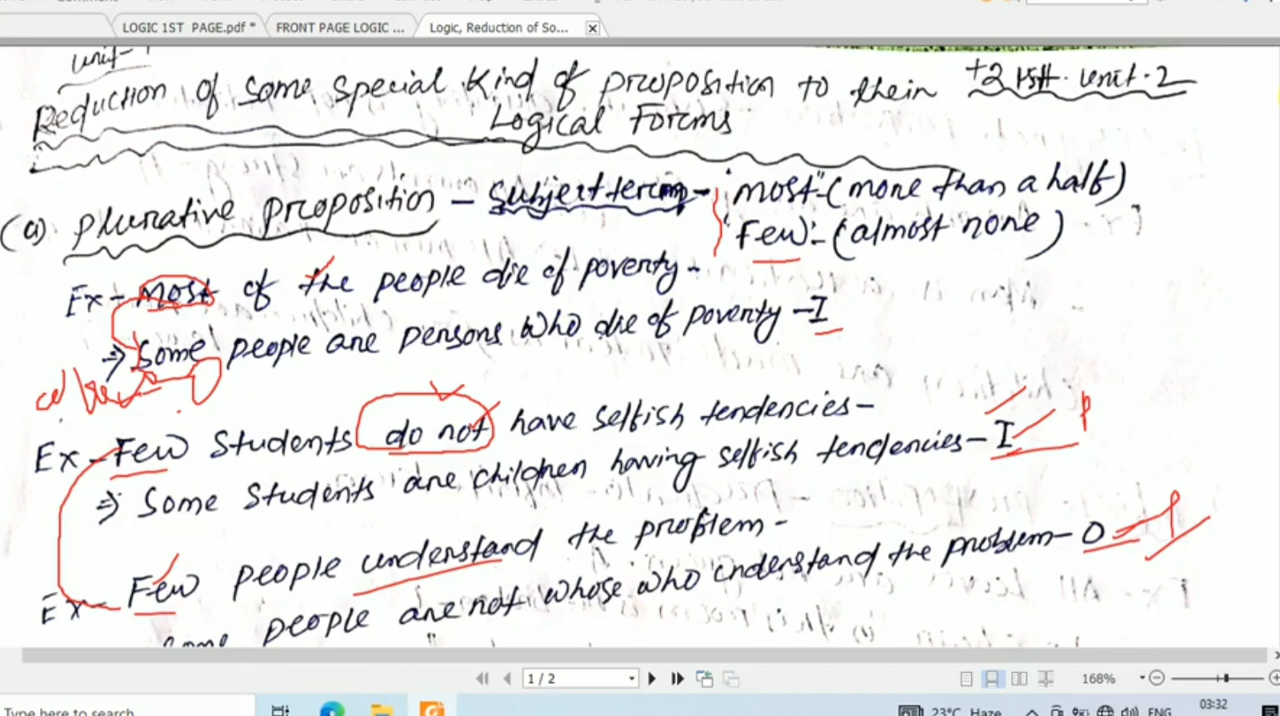 LOGIC 1ST PAGE.pdf *
FRONT PAGE LOGIC ...
Logic, Reduction of So...
unit-1
Reduction of some special kind of proposition to their
Logical Forms
+2 1st unit-2
(a) Plurative proposition - subject term - most - (more than a half)
Few :- (almost none)
Ex - most of the people die of poverty -
⇒ Some people are persons who die of poverty - I
Ex - Few students do not have selfish tendencies -
⇒ Some students are children having selfish tendencies - I
Ex - Few people understand the problem -
Some people are not whose who understand the problem - O
1 / 2
168%
Type here to search
23°C Haze
ENG
03:32